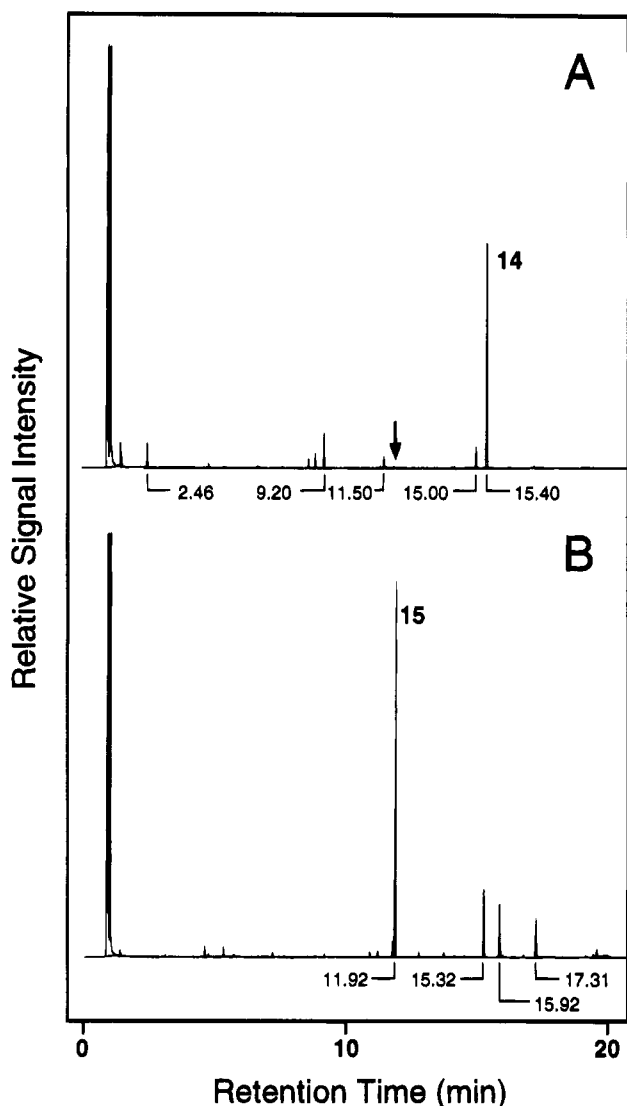 A
14
2.46 9.20 11.50 15.00 15.40
Relative Signal Intensity
B
15
11.92 15.32 17.31
15.92
0 10 20
Retention Time (min)